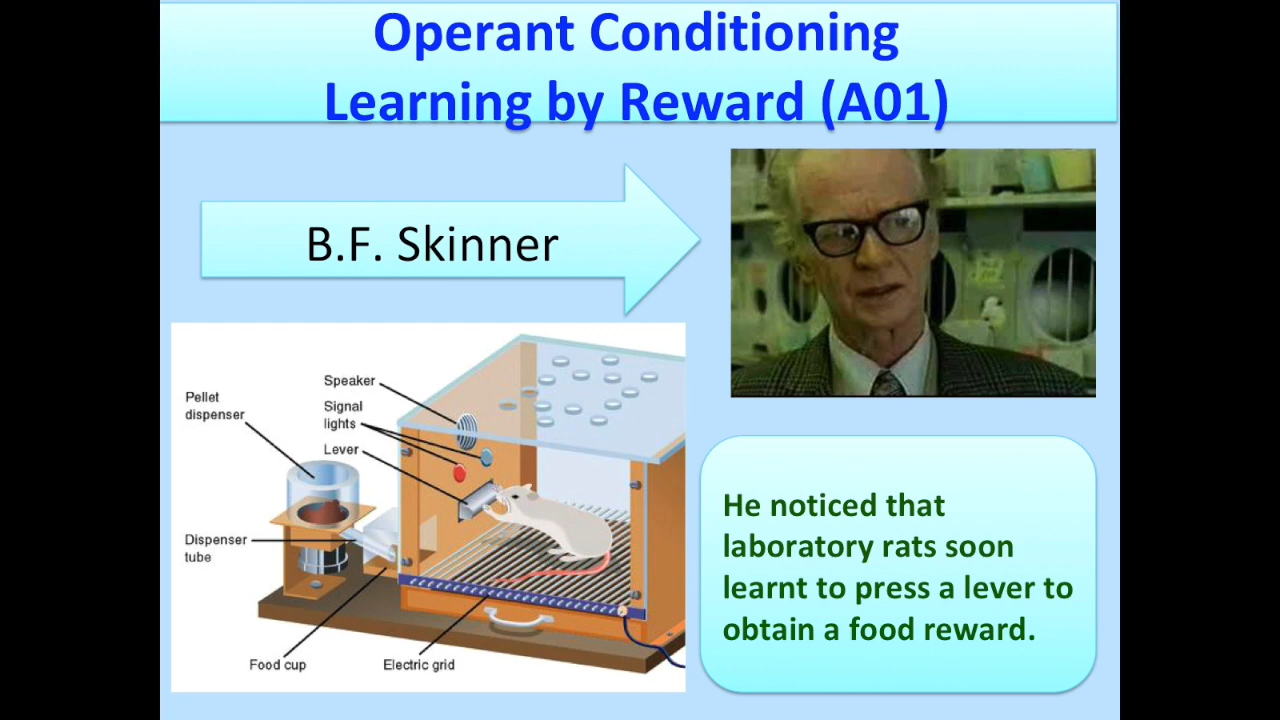 Operant Conditioning
Learning by Reward (A01)
B.F. Skinner
Speaker
Pellet
dispenser
Signal
lights
Lever
Dispenser
tube
Food cup
Electric grid
He noticed that
laboratory rats soon
learnt to press a lever to
obtain a food reward.